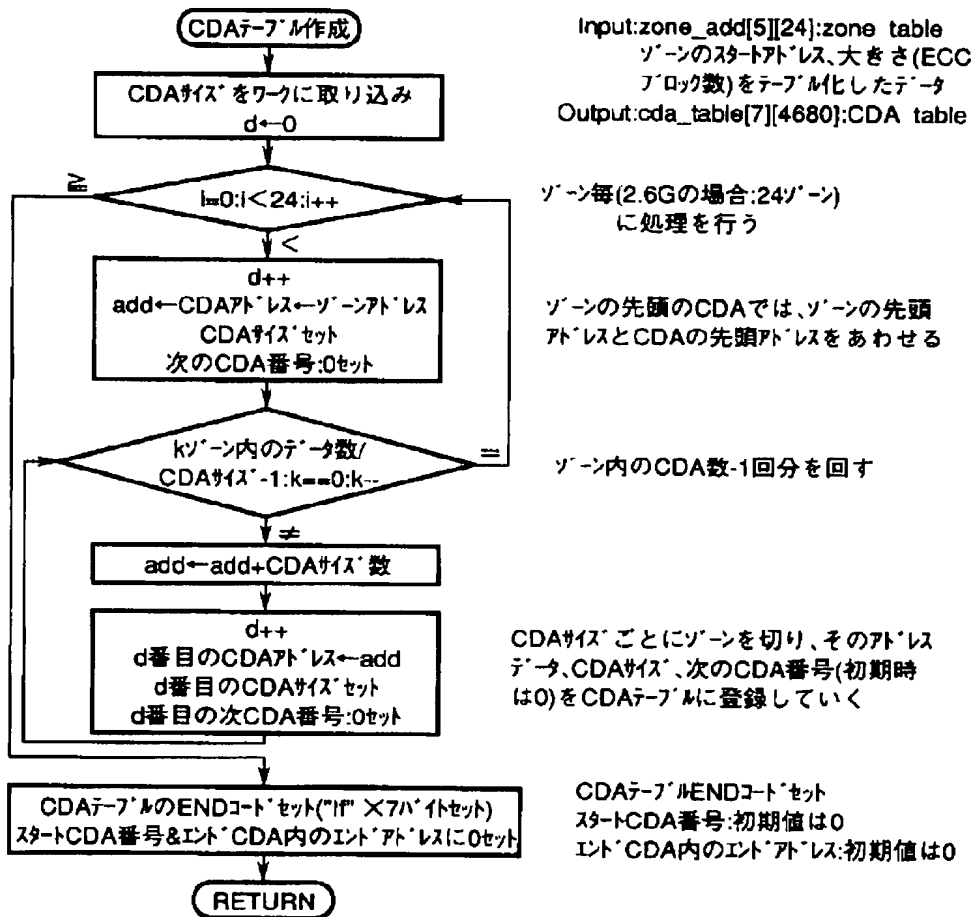 CDAテーブル作成
Input:zone_add[5][24]:zone table
ゾーンのスタートアドレス、大きさ(ECC
ブロック数)をテーブル化したデータ
Output:cda_table[7][4680]:CDA table
CDAサイズをワークに取り込み
d←0
≧
i=0:i<24:i++
<
ゾーン毎(2.6Gの場合:24ゾーン)
に処理を行う
d++
add←CDAアドレス←ゾーンアドレス
CDAサイズセット
次のCDA番号:0セット
ゾーンの先頭のCDAでは、ゾーンの先頭
アドレスとCDAの先頭アドレスをあわせる
kゾーン内のデータ数/
CDAサイズ-1:k==0:k--
=
≠
ゾーン内のCDA数-1回分を回す
add←add+CDAサイズ数
d++
d番目のCDAアドレス←add
d番目のCDAサイズセット
d番目の次CDA番号:0セット
CDAサイズごとにゾーンを切り、そのアドレス
データ、CDAサイズ、次のCDA番号(初期時
は0)をCDAテーブルに登録していく
CDAテーブルのENDコードセット("ff" ×7バイトセット)
スタートCDA番号&エンドCDA内のエンドアドレスに0セット
CDAテーブルENDコードセット
スタートCDA番号:初期値は0
エンドCDA内のエンドアドレス:初期値は0
RETURN